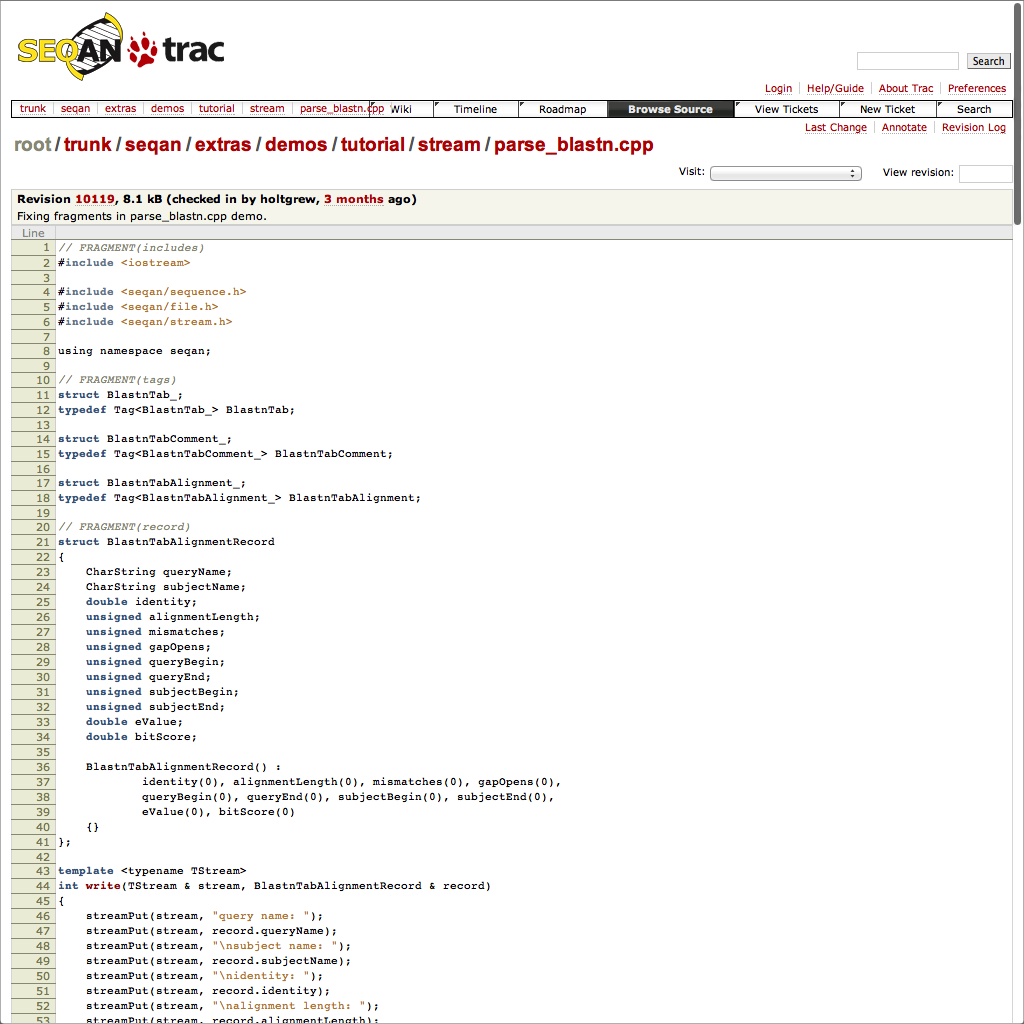 SEQAN trac
Search
Login Help/Guide About Trac Preferences
trunk seqan extras demos tutorial stream parse_blastn.cpp Wiki Timeline Roadmap Browse Source View Tickets New Ticket Search
Last Change Annotate Revision Log
root/trunk/seqan/extras/demos/tutorial/stream/parse_blastn.cpp
Visit: View revision:
Revision 10119, 8.1 kB (checked in by holtgrew, 3 months ago)
Fixing fragments in parse_blastn.cpp demo.
Line
1 // FRAGMENT(includes)
2 #include <iostream>
3
4 #include <seqan/sequence.h>
5 #include <seqan/file.h>
6 #include <seqan/stream.h>
7
8 using namespace seqan;
9
10 // FRAGMENT(tags)
11 struct BlastnTab_;
12 typedef Tag<BlastnTab_> BlastnTab;
13
14 struct BlastnTabComment_;
15 typedef Tag<BlastnTabComment_> BlastnTabComment;
16
17 struct BlastnTabAlignment_;
18 typedef Tag<BlastnTabAlignment_> BlastnTabAlignment;
19
20 // FRAGMENT(record)
21 struct BlastnTabAlignmentRecord
22 {
23     CharString queryName;
24     CharString subjectName;
25     double identity;
26     unsigned alignmentLength;
27     unsigned mismatches;
28     unsigned gapOpens;
29     unsigned queryBegin;
30     unsigned queryEnd;
31     unsigned subjectBegin;
32     unsigned subjectEnd;
33     double eValue;
34     double bitScore;
35
36     BlastnTabAlignmentRecord() :
37             identity(0), alignmentLength(0), mismatches(0), gapOpens(0),
38             queryBegin(0), queryEnd(0), subjectBegin(0), subjectEnd(0),
39             eValue(0), bitScore(0)
40     {}
41 };
42
43 template <typename TStream>
44 int write(TStream & stream, BlastnTabAlignmentRecord & record)
45 {
46     streamPut(stream, "query name: ");
47     streamPut(stream, record.queryName);
48     streamPut(stream, "\nsubject name: ");
49     streamPut(stream, record.subjectName);
50     streamPut(stream, "\nidentity: ");
51     streamPut(stream, record.identity);
52     streamPut(stream, "\nalignment length: ");
53     streamPut(stream, record.alignmentLength);